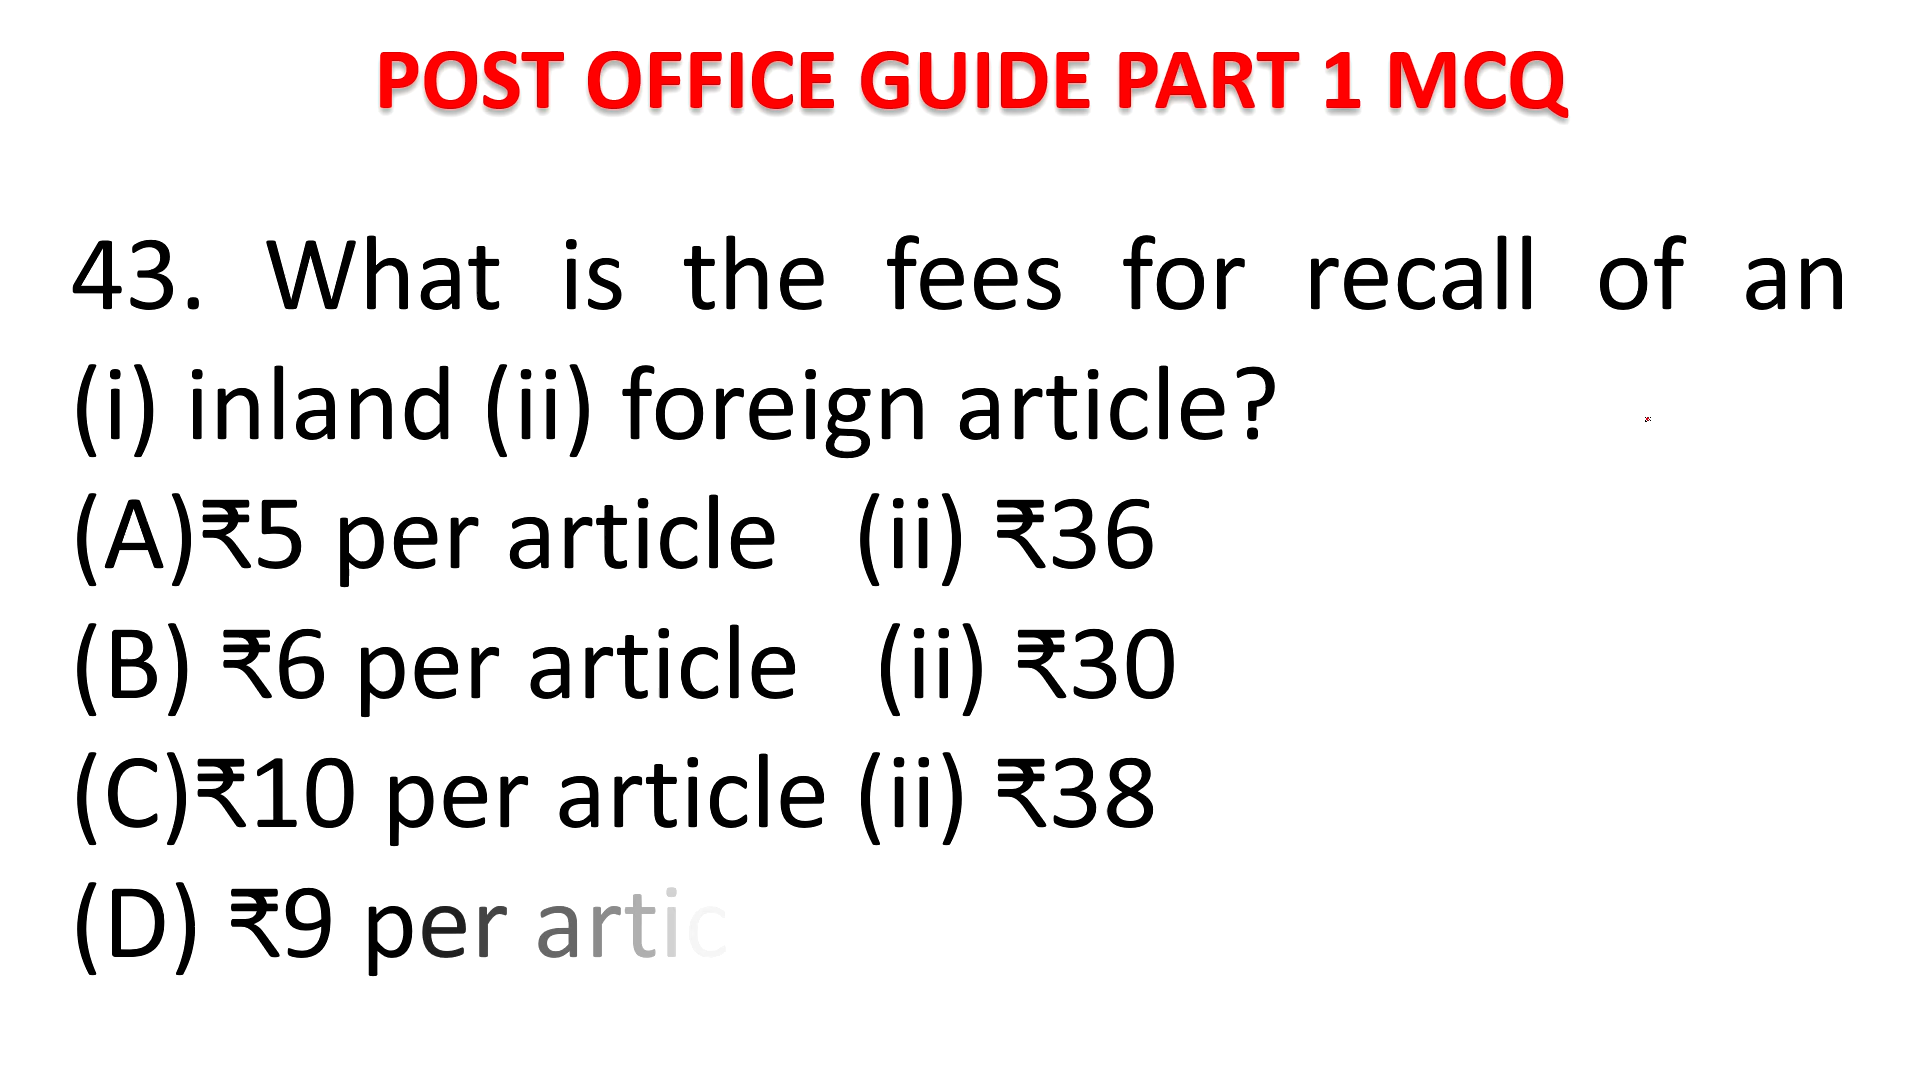 POST OFFICE GUIDE PART 1 MCQ
43. What is the fees for recall of an
(i) inland (ii) foreign article?
(A)₹5 per article (ii) ₹36
(B) ₹6 per article (ii) ₹30
(C)₹10 per article (ii) ₹38
(D) ₹9 per artic